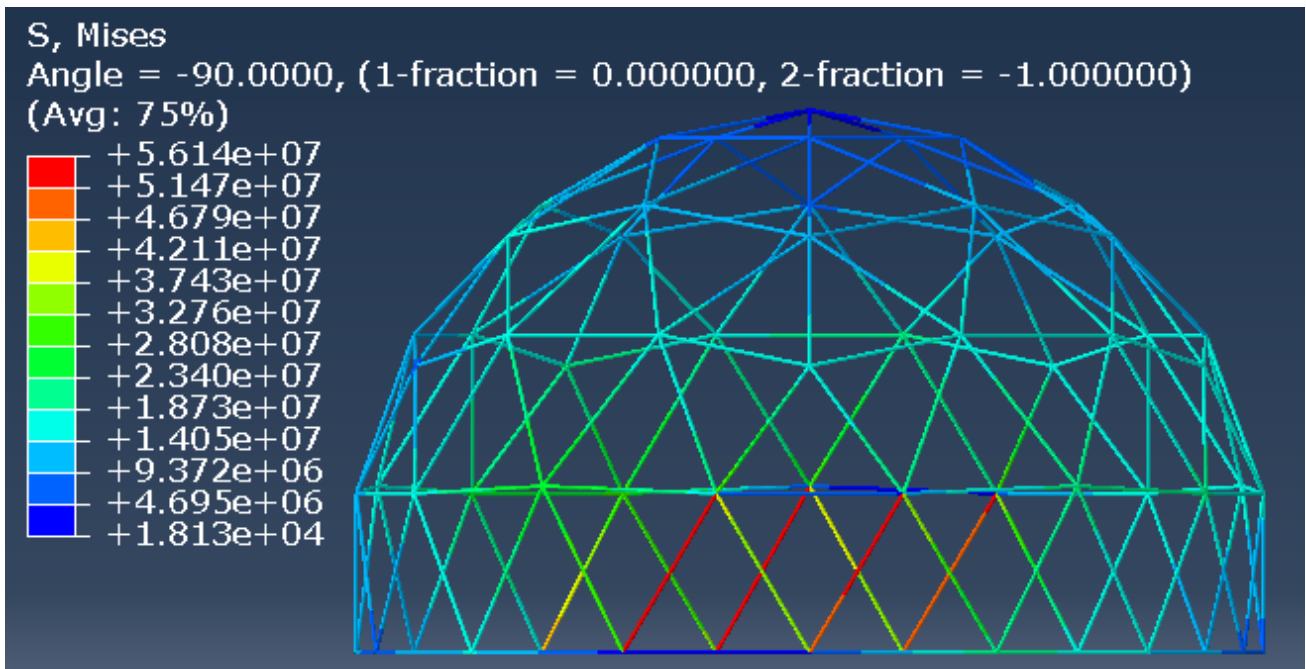 S, Mises
Angle = -90.0000, (1-fraction = 0.000000, 2-fraction = -1.000000)
(Avg: 75%)
+5.614e+07
+5.147e+07
+4.679e+07
+4.211e+07
+3.743e+07
+3.276e+07
+2.808e+07
+2.340e+07
+1.873e+07
+1.405e+07
+9.372e+06
+4.695e+06
+1.813e+04